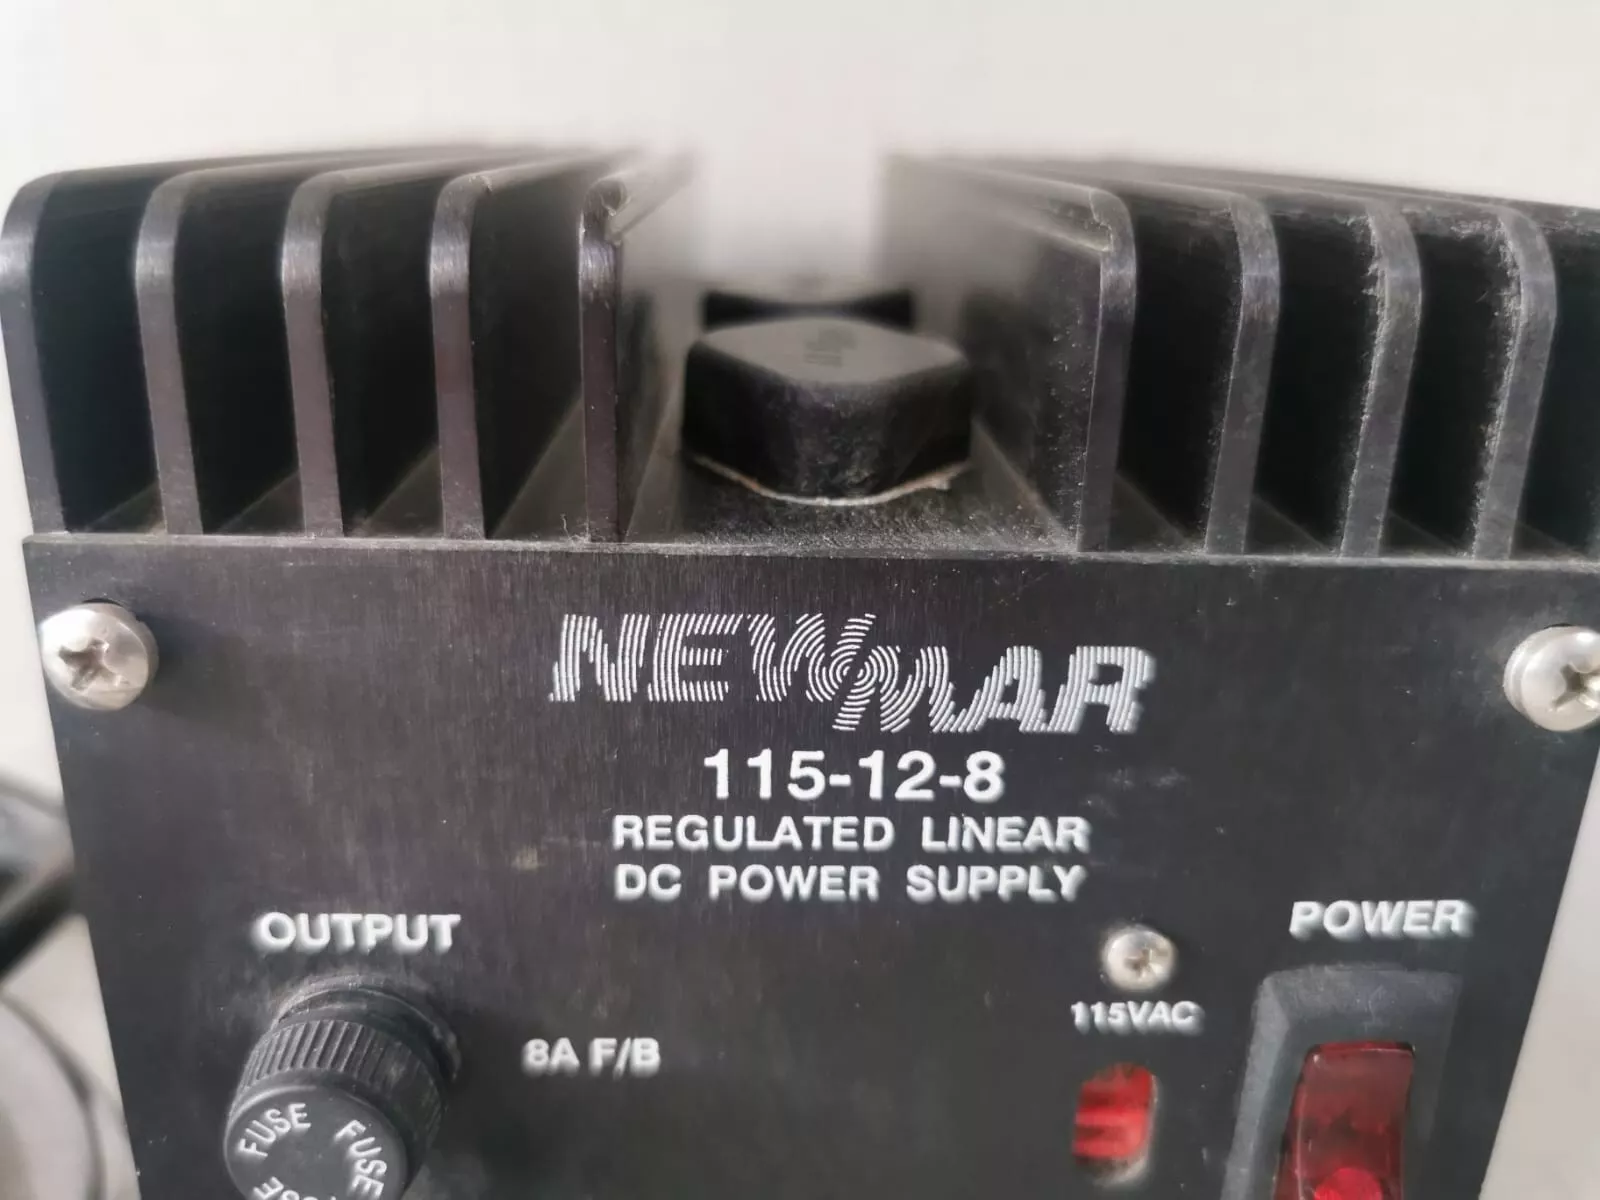 NEWMAR
115-12-8
REGULATED LINEAR
DC POWER SUPPLY
OUTPUT
POWER
115VAC
8A F/B
FUSE
FUSE